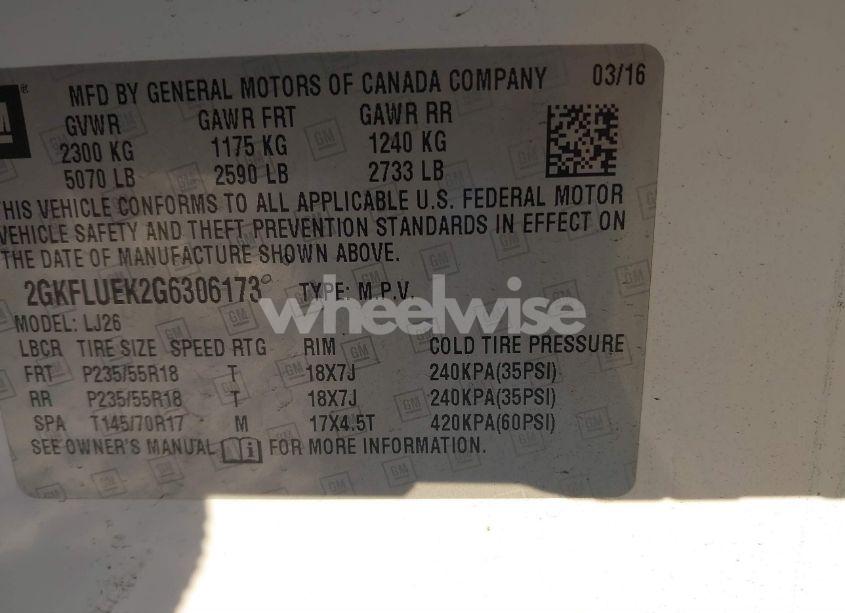 GM
MFD BY GENERAL MOTORS OF CANADA COMPANY 03/16
GVWR GAWR FRT GAWR RR
2300 KG 1175 KG 1240 KG
5070 LB 2590 LB 2733 LB
THIS VEHICLE CONFORMS TO ALL APPLICABLE U.S. FEDERAL MOTOR
VEHICLE SAFETY AND THEFT PREVENTION STANDARDS IN EFFECT ON
THE DATE OF MANUFACTURE SHOWN ABOVE.
2GKFLUEK2G6306173 TYPE: M.P.V.
wheelwise
MODEL: LJ26
LBCR TIRE SIZE SPEED RTG RIM COLD TIRE PRESSURE
FRT P235/55R18 T 18X7J 240KPA(35PSI)
RR P235/55R18 T 18X7J 240KPA(35PSI)
SPA T145/70R17 M 17X4.5T 420KPA(60PSI)
SEE OWNER'S MANUAL FOR MORE INFORMATION.